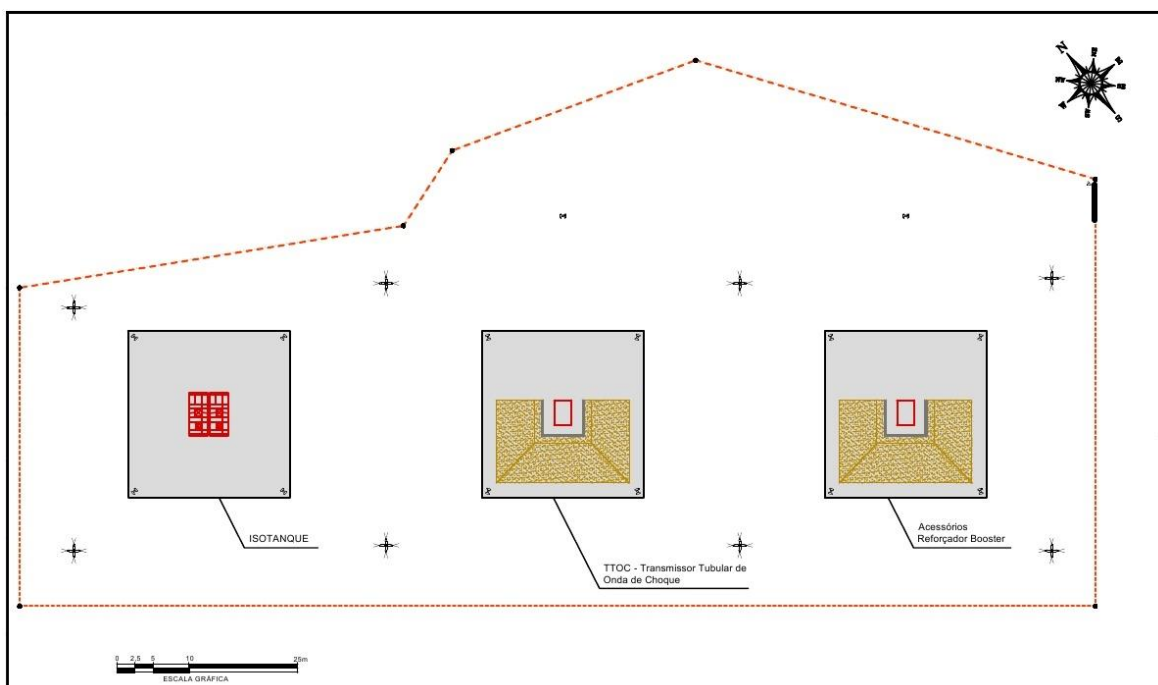 N
ISOTANQUE
TTOC - Transmissor Tubular de
Onda de Choque
Acessórios
Reforçador Booster
0 2,5 5 10 25m
ESCALA GRÁFICA